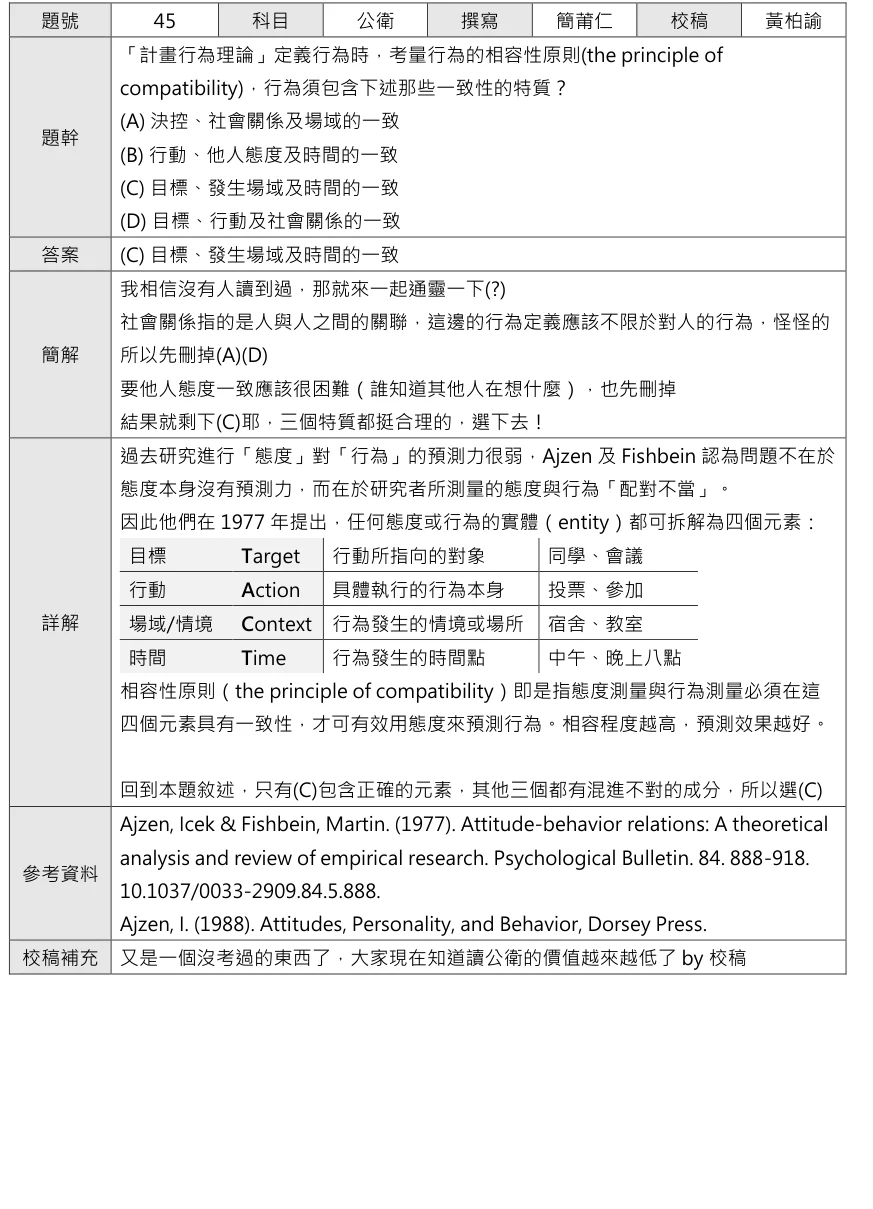 題號 45 科目 公衛 撰寫 簡莆仁 校稿 黃柏諭
題幹
「計畫行為理論」定義行為時，考量行為的相容性原則(the principle of
compatibility)，行為須包含下述那些一致性的特質？
(A) 決控、社會關係及場域的一致
(B) 行動、他人態度及時間的一致
(C) 目標、發生場域及時間的一致
(D) 目標、行動及社會關係的一致
答案 (C) 目標、發生場域及時間的一致
簡解
我相信沒有人讀到過，那就來一起通靈一下(?)
社會關係指的是人與人之間的關聯，這邊的行為定義應該不限於對人的行為，怪怪的
所以先刪掉(A)(D)
要他人態度一致應該很困難（誰知道其他人在想什麼），也先刪掉
結果就剩下(C)耶，三個特質都挺合理的，選下去！
詳解
過去研究進行「態度」對「行為」的預測力很弱，Ajzen 及 Fishbein 認為問題不在於
態度本身沒有預測力，而在於研究者所測量的態度與行為「配對不當」。
因此他們在 1977 年提出，任何態度或行為的實體（entity）都可拆解為四個元素：
目標 Target 行動所指向的對象 同學、會議
行動 Action 具體執行的行為本身 投票、參加
場域/情境 Context 行為發生的情境或場所 宿舍、教室
時間 Time 行為發生的時間點 中午、晚上八點
相容性原則（the principle of compatibility）即是指態度測量與行為測量必須在這
四個元素具有一致性，才可有效用態度來預測行為。相容程度越高，預測效果越好。
回到本題敘述，只有(C)包含正確的元素，其他三個都有混進不對的成分，所以選(C)
參考資料
Ajzen, Icek & Fishbein, Martin. (1977). Attitude-behavior relations: A theoretical
analysis and review of empirical research. Psychological Bulletin. 84. 888-918.
10.1037/0033-2909.84.5.888.
Ajzen, I. (1988). Attitudes, Personality, and Behavior, Dorsey Press.
校稿補充 又是一個沒考過的東西了，大家現在知道讀公衛的價值越來越低了 by 校稿